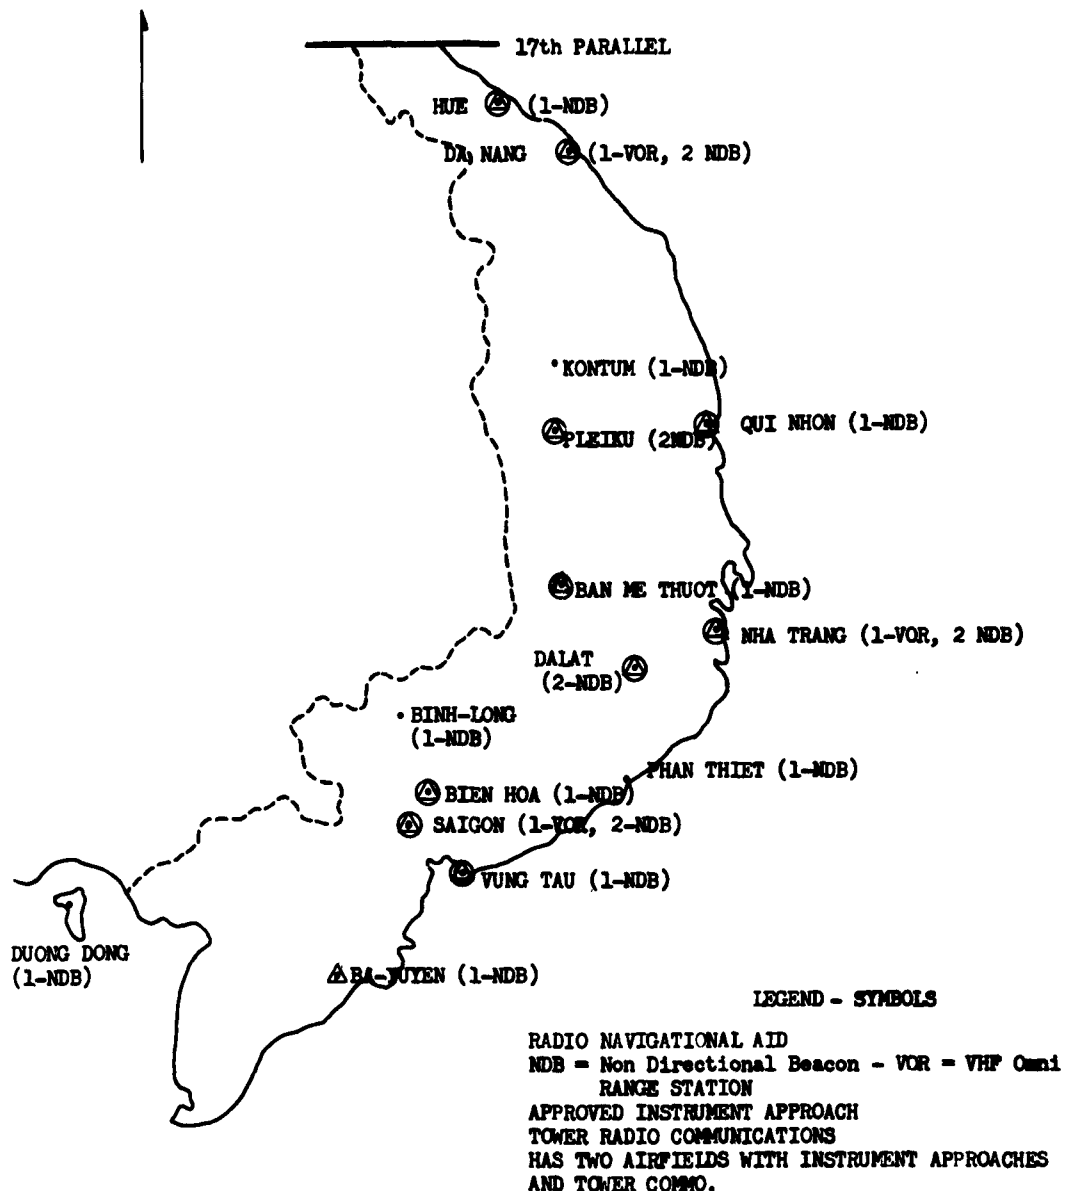 17th PARALLEL
HUE (1-NDB)
DA NANG (1-VOR, 2 NDB)
KONTUM (1-NDB)
QUI NHON (1-NDB)
PLEIKU (2NDB)
BAN ME THUOT (1-NDB)
NHA TRANG (1-VOR, 2 NDB)
DALAT
(2-NDB)
BINH-LONG
(1-NDB)
PHAN THIET (1-NDB)
BIEN HOA (1-NDB)
SAIGON (1-VOR, 2-NDB)
VUNG TAU (1-NDB)
DUONG DONG
(1-NDB)
BA-XUYEN (1-NDB)
LEGEND - SYMBOLS
RADIO NAVIGATIONAL AID
NDB = Non Directional Beacon - VOR = VHF Omni
RANGE STATION
APPROVED INSTRUMENT APPROACH
TOWER RADIO COMMUNICATIONS
HAS TWO AIRFIELDS WITH INSTRUMENT APPROACHES
AND TOWER COMMO.